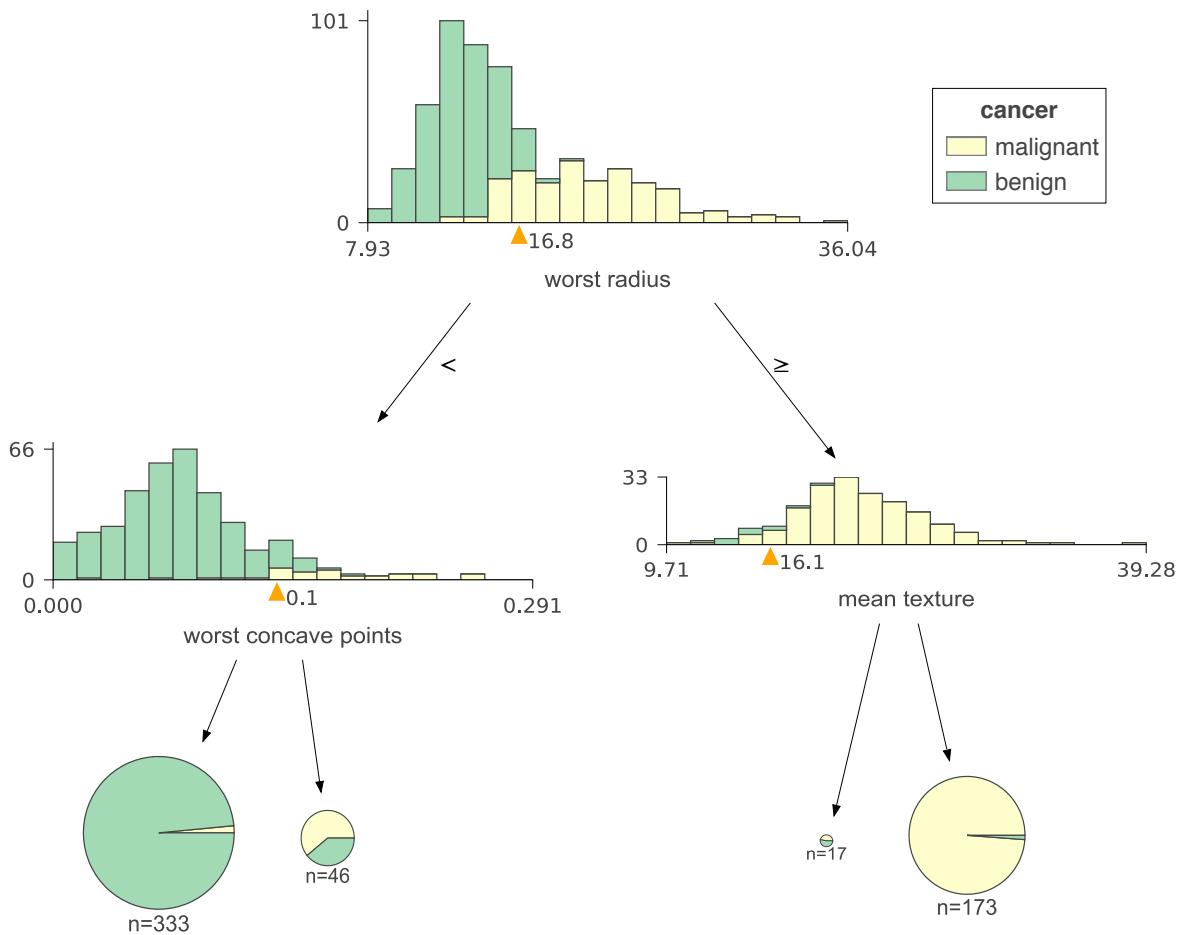 101
0
7.93
16.8
36.04
worst radius
cancer
malignant
benign
<
≥
66
0
0.000
0.1
0.291
worst concave points
33
0
9.71
16.1
39.28
mean texture
n=333
n=46
n=17
n=173